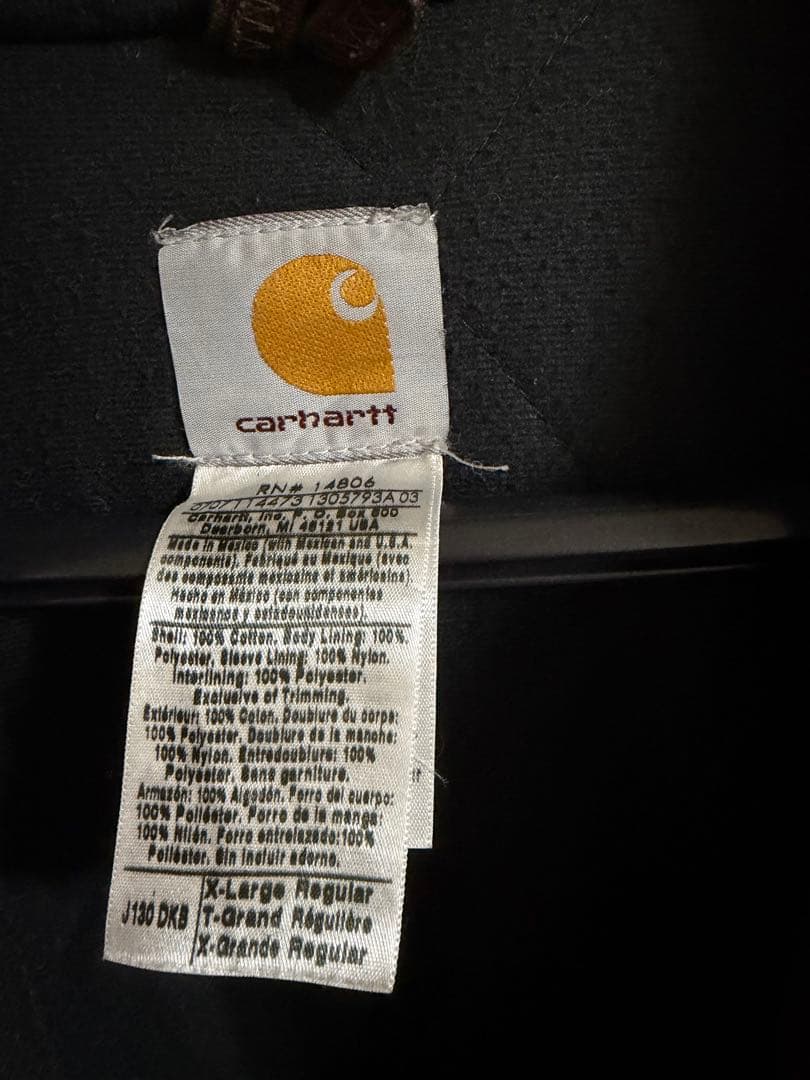 carhartt
RN# 14806
0707114473 1305793A 03
Carhartt, Inc. P. O. Box 600
Dearborn, MI 48121 USA
Made in Mexico (with Mexican and U.S.A
components). Fabriqué au Mexique (avec
des composants mexicains et américains).
Hecho en México (con componentes
mexicanos y estadounidenses).
Shell: 100% Cotton. Body Lining: 100%
Polyester. Sleeve Lining: 100% Nylon.
Interlining: 100% Polyester.
Exclusive of Trimming.
Extérieur: 100% Coton. Doublure du corps:
100% Polyester. Doublure de la manche:
100% Nylon. Entredoublure: 100%
Polyester. Sans garniture.
Armazón: 100% Algodón. Forro del cuerpo:
100% Poliéster. Forro de la manga:
100% Nilón. Forro entrelazado:100%
Poliéster. Sin incluir adorno.
J130 DKB
X-Large Regular
T-Grand Régulière
X-Grande Regular